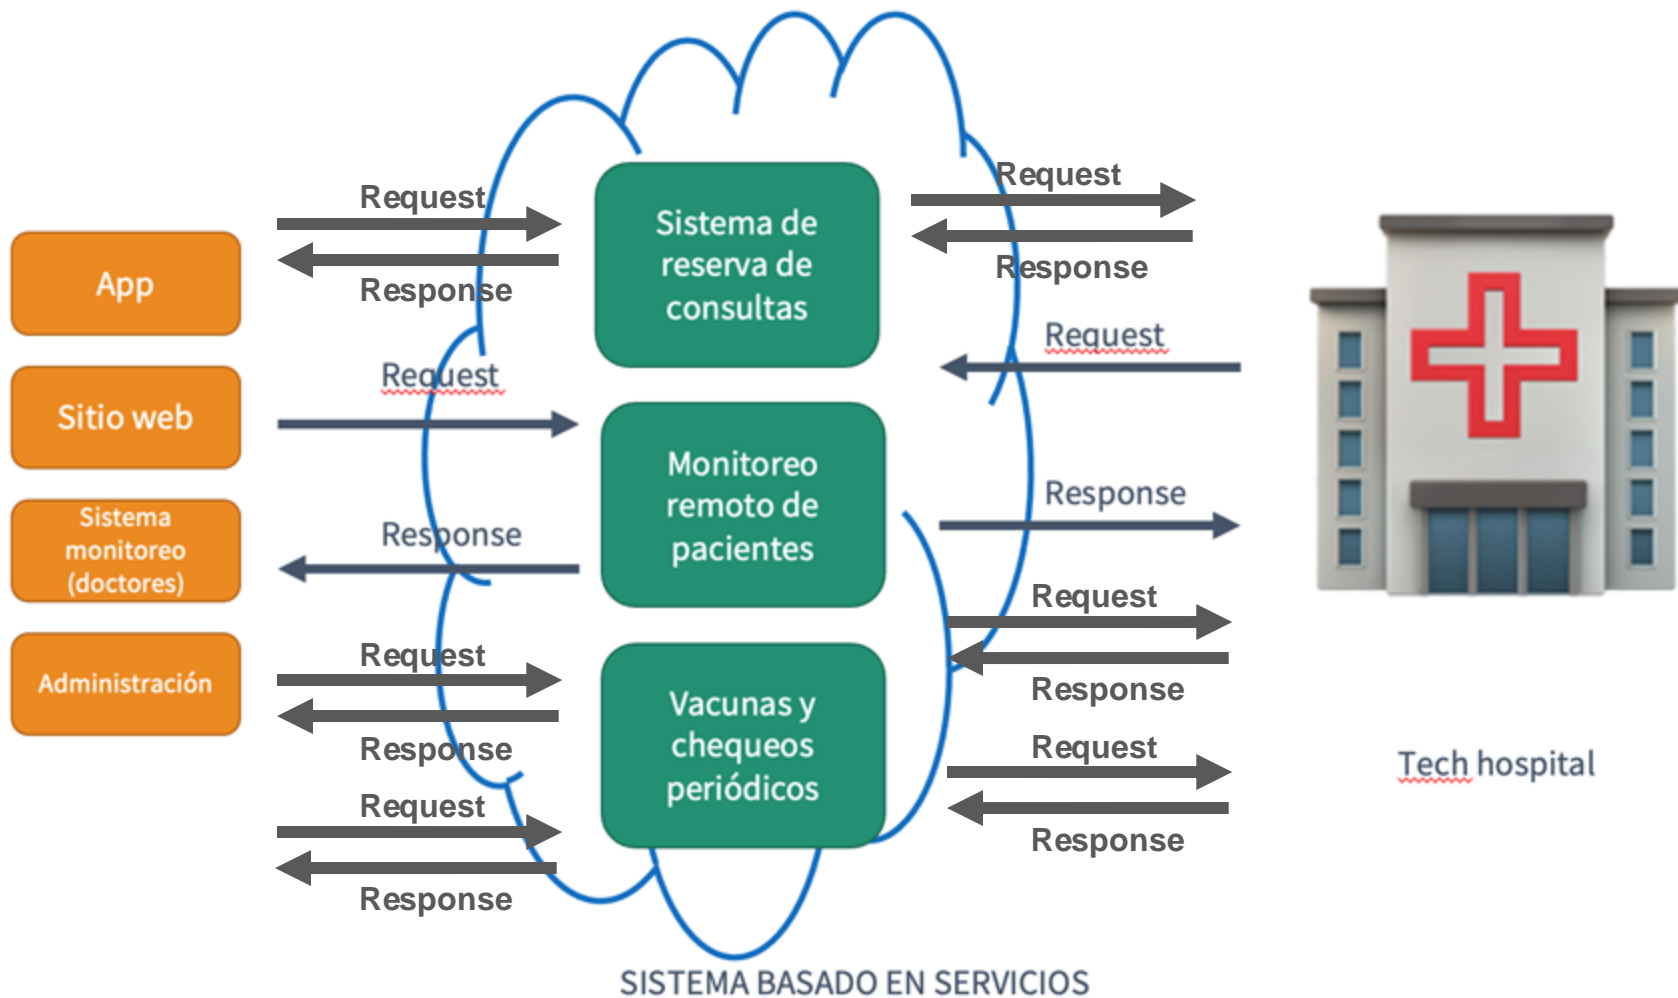 Request
Response
Request
Response
Request
Response
Request
Response
App
Sitio web
Sistema
monitoreo
(doctores)
Administración
Sistema de
reserva de
consultas
Monitoreo
remoto de
pacientes
Vacunas y
chequeos
periódicos
Request
Response
Request
Response
Request
Response
Request
Response
Tech hospital
SISTEMA BASADO EN SERVICIOS